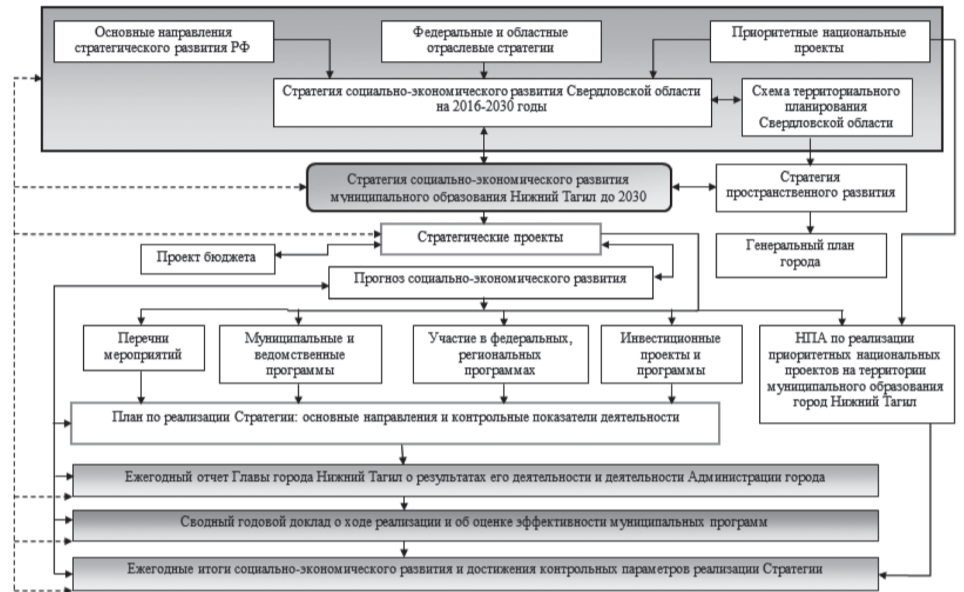 Основные направления
стратегического развития РФ
Федеральные и областные
отраслевые стратегии
Приоритетные национальные
проекты
Стратегия социально-экономического развития Свердловской области
на 2016-2030 годы
Схема территориального
планирования
Свердловской области
Стратегия социально-экономического развития
муниципального образования Нижний Тагил до 2030
Стратегия
пространственного развития
Стратегические проекты
Генеральный план
города
Проект бюджета
Прогноз социально-экономического развития
Перечни
мероприятий
Муниципальные и
ведомственные
программы
Участие в федеральных,
региональных
программах
Инвестиционные
проекты и
программы
НПА по реализации
приоритетных национальных
проектов на территории
муниципального образования
город Нижний Тагил
План по реализации Стратегии: основные направления и контрольные показатели деятельности
Ежегодный отчет Главы города Нижний Тагил о результатах его деятельности и деятельности Администрации города
Сводный годовой доклад о ходе реализации и об оценке эффективности муниципальных программ
Ежегодные итоги социально-экономического развития и достижения контрольных параметров реализации Стратегии